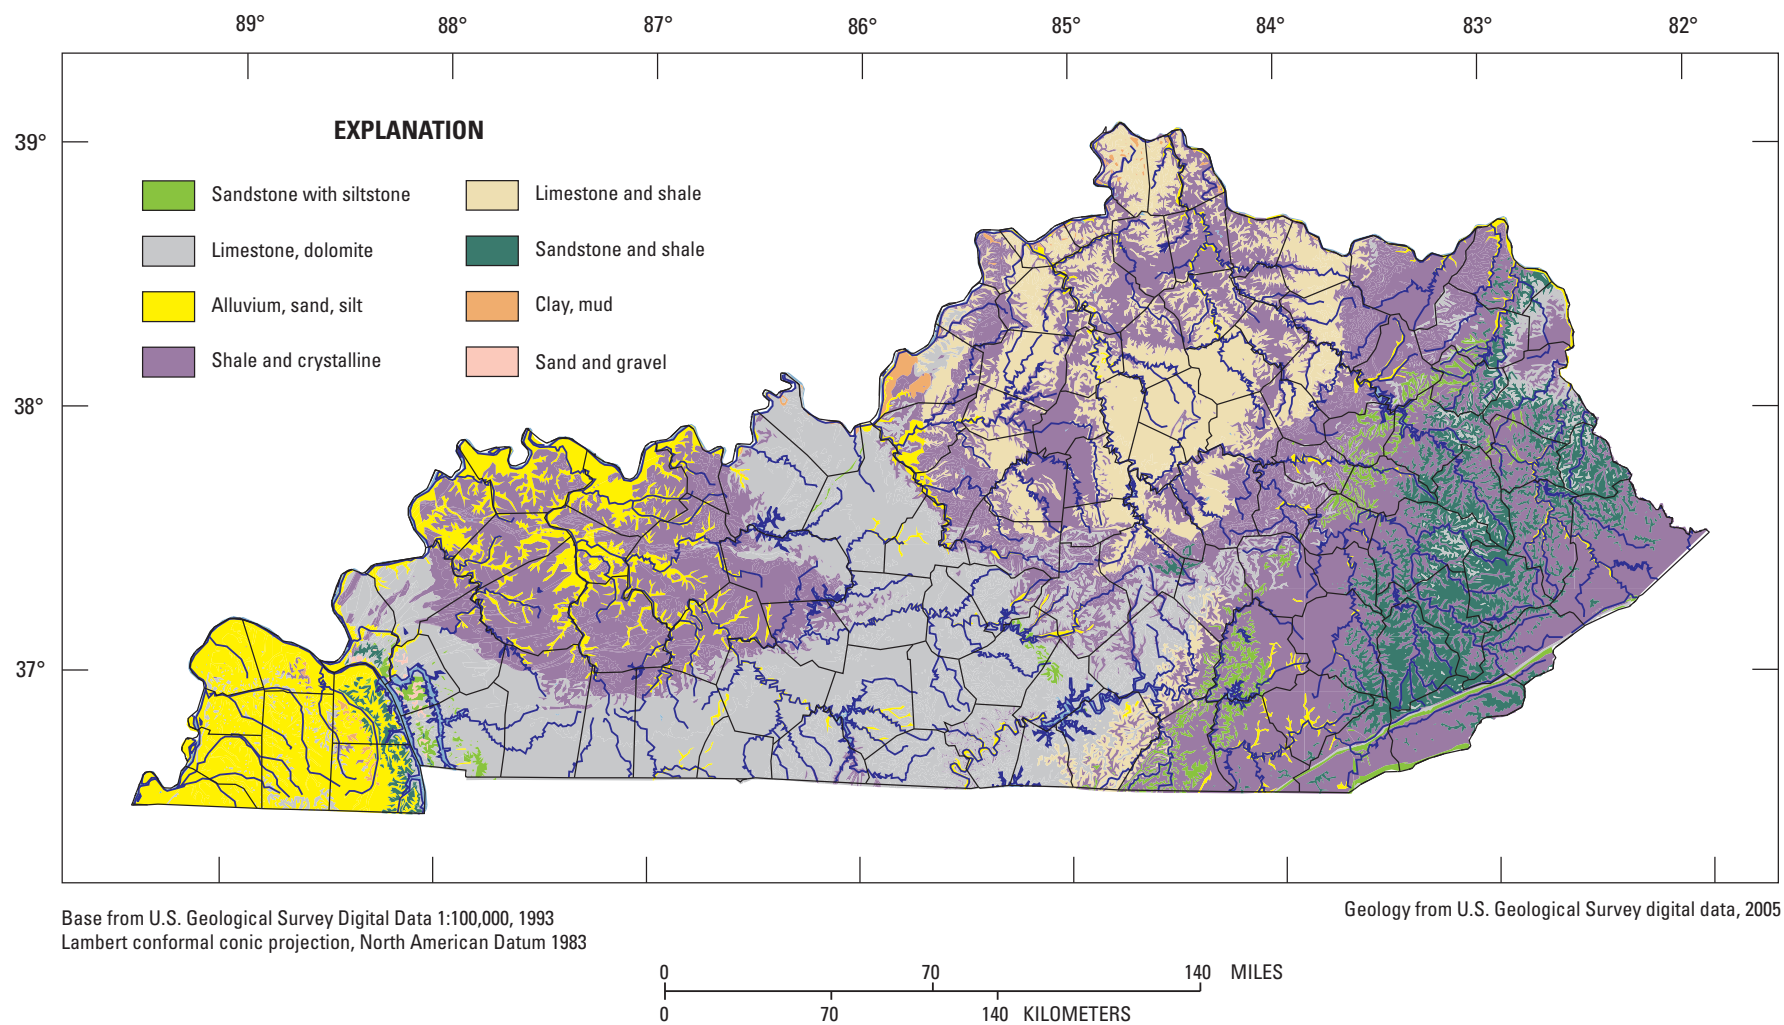 89° 88° 87° 86° 85° 84° 83° 82°
39°
EXPLANATION
Sandstone with siltstone
Limestone, dolomite
Alluvium, sand, silt
Shale and crystalline
Limestone and shale
Sandstone and shale
Clay, mud
Sand and gravel
38°
37°
Base from U.S. Geological Survey Digital Data 1:100,000, 1993
Lambert conformal conic projection, North American Datum 1983
Geology from U.S. Geological Survey digital data, 2005
0 70 140 MILES
0 70 140 KILOMETERS